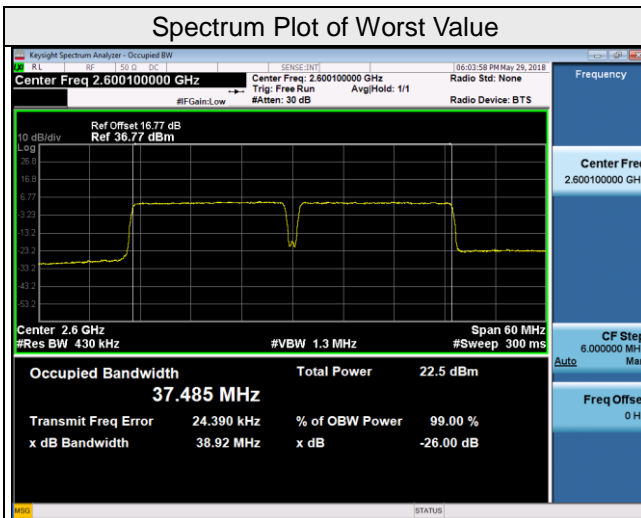 Spectrum Plot of Worst Value
Keysight Spectrum Analyzer - Occupied BW
RL RF 50 Ω DC SENSE:INT 06:03:58 PM May 29, 2018
Center Freq 2.600100000 GHz Center Freq: 2.600100000 GHz Radio Std: None Frequency
Trig: Free Run Avg|Hold: 1/1
#IFGain:Low #Atten: 30 dB Radio Device: BTS
Ref Offset 16.77 dB
10 dB/div Ref 36.77 dBm
Log
26.8
16.8
6.77
-3.23
-13.2
-23.2
-33.2
-43.2
-53.2
Center Fre
2.600100000 GH
Center 2.6 GHz Span 60 MHz
#Res BW 430 kHz #VBW 1.3 MHz #Sweep 300 ms
CF Step
6.000000 MH
Auto Ma
Occupied Bandwidth Total Power 22.5 dBm
37.485 MHz
Freq Offse
0 H
Transmit Freq Error 24.390 kHz % of OBW Power 99.00 %
x dB Bandwidth 38.92 MHz x dB -26.00 dB
MSG STATUS